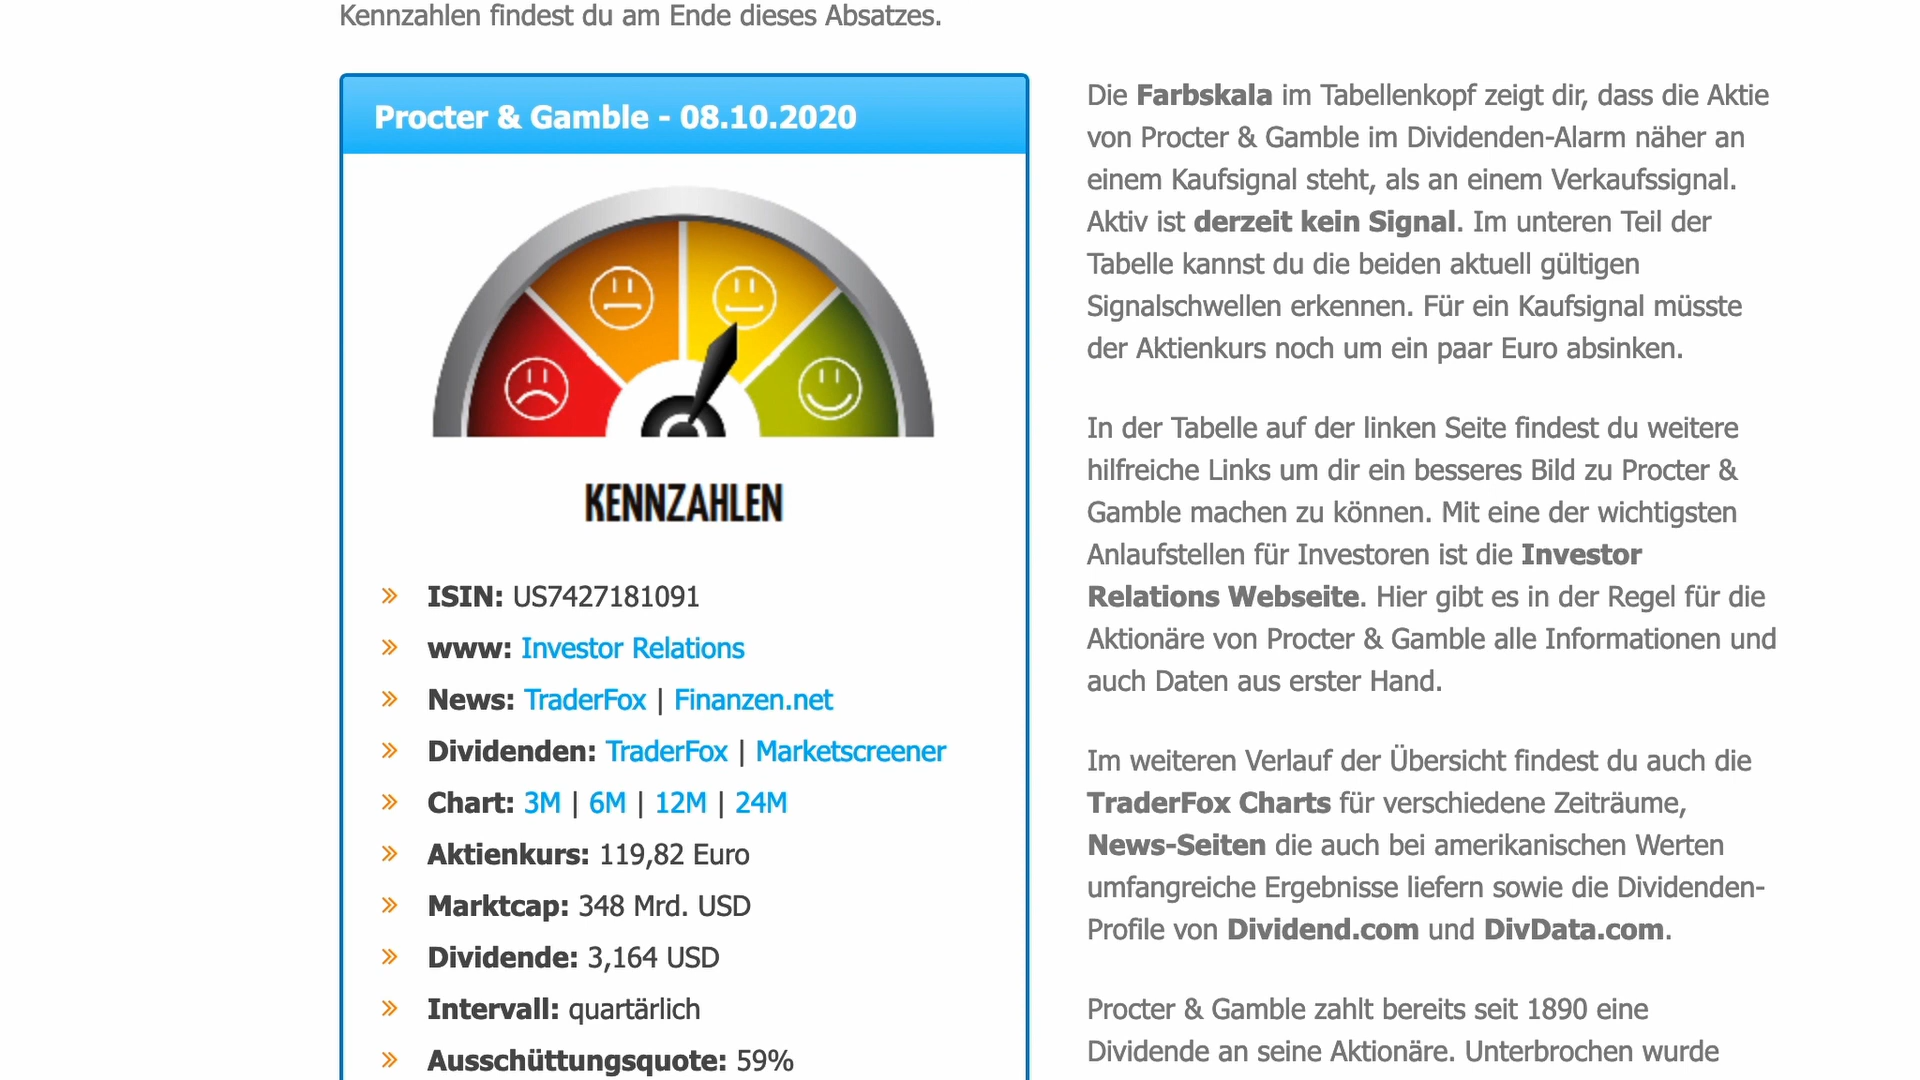 Kennzahlen findest du am Ende dieses Absatzes.
Procter & Gamble - 08.10.2020
KENNZAHLEN
» ISIN: US7427181091
» www: Investor Relations
» News: TraderFox | Finanzen.net
» Dividenden: TraderFox | Marketscreener
» Chart: 3M | 6M | 12M | 24M
» Aktienkurs: 119,82 Euro
» Marktcap: 348 Mrd. USD
» Dividende: 3,164 USD
» Intervall: quartärlich
» Ausschüttungsquote: 59%
Die Farbskala im Tabellenkopf zeigt dir, dass die Aktie
von Procter & Gamble im Dividenden-Alarm näher an
einem Kaufsignal steht, als an einem Verkaufssignal.
Aktiv ist derzeit kein Signal. Im unteren Teil der
Tabelle kannst du die beiden aktuell gültigen
Signalschwellen erkennen. Für ein Kaufsignal müsste
der Aktienkurs noch um ein paar Euro absinken.
In der Tabelle auf der linken Seite findest du weitere
hilfreiche Links um dir ein besseres Bild zu Procter &
Gamble machen zu können. Mit eine der wichtigsten
Anlaufstellen für Investoren ist die Investor
Relations Webseite. Hier gibt es in der Regel für die
Aktionäre von Procter & Gamble alle Informationen und
auch Daten aus erster Hand.
Im weiteren Verlauf der Übersicht findest du auch die
TraderFox Charts für verschiedene Zeiträume,
News-Seiten die auch bei amerikanischen Werten
umfangreiche Ergebnisse liefern sowie die Dividenden-
Profile von Dividend.com und DivData.com.
Procter & Gamble zahlt bereits seit 1890 eine
Dividende an seine Aktionäre. Unterbrochen wurde